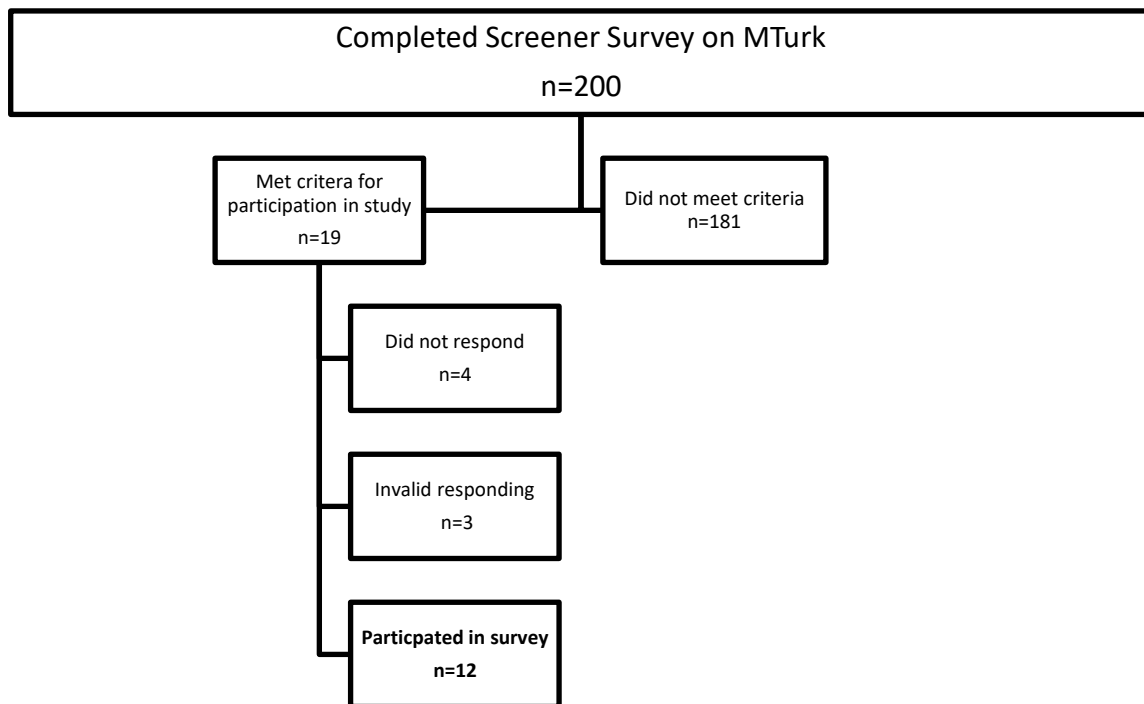 Completed Screener Survey on MTurk
n=200
Met critera for
participation in study
n=19
Did not meet criteria
n=181
Did not respond
n=4
Invalid responding
n=3
Particpated in survey
n=12